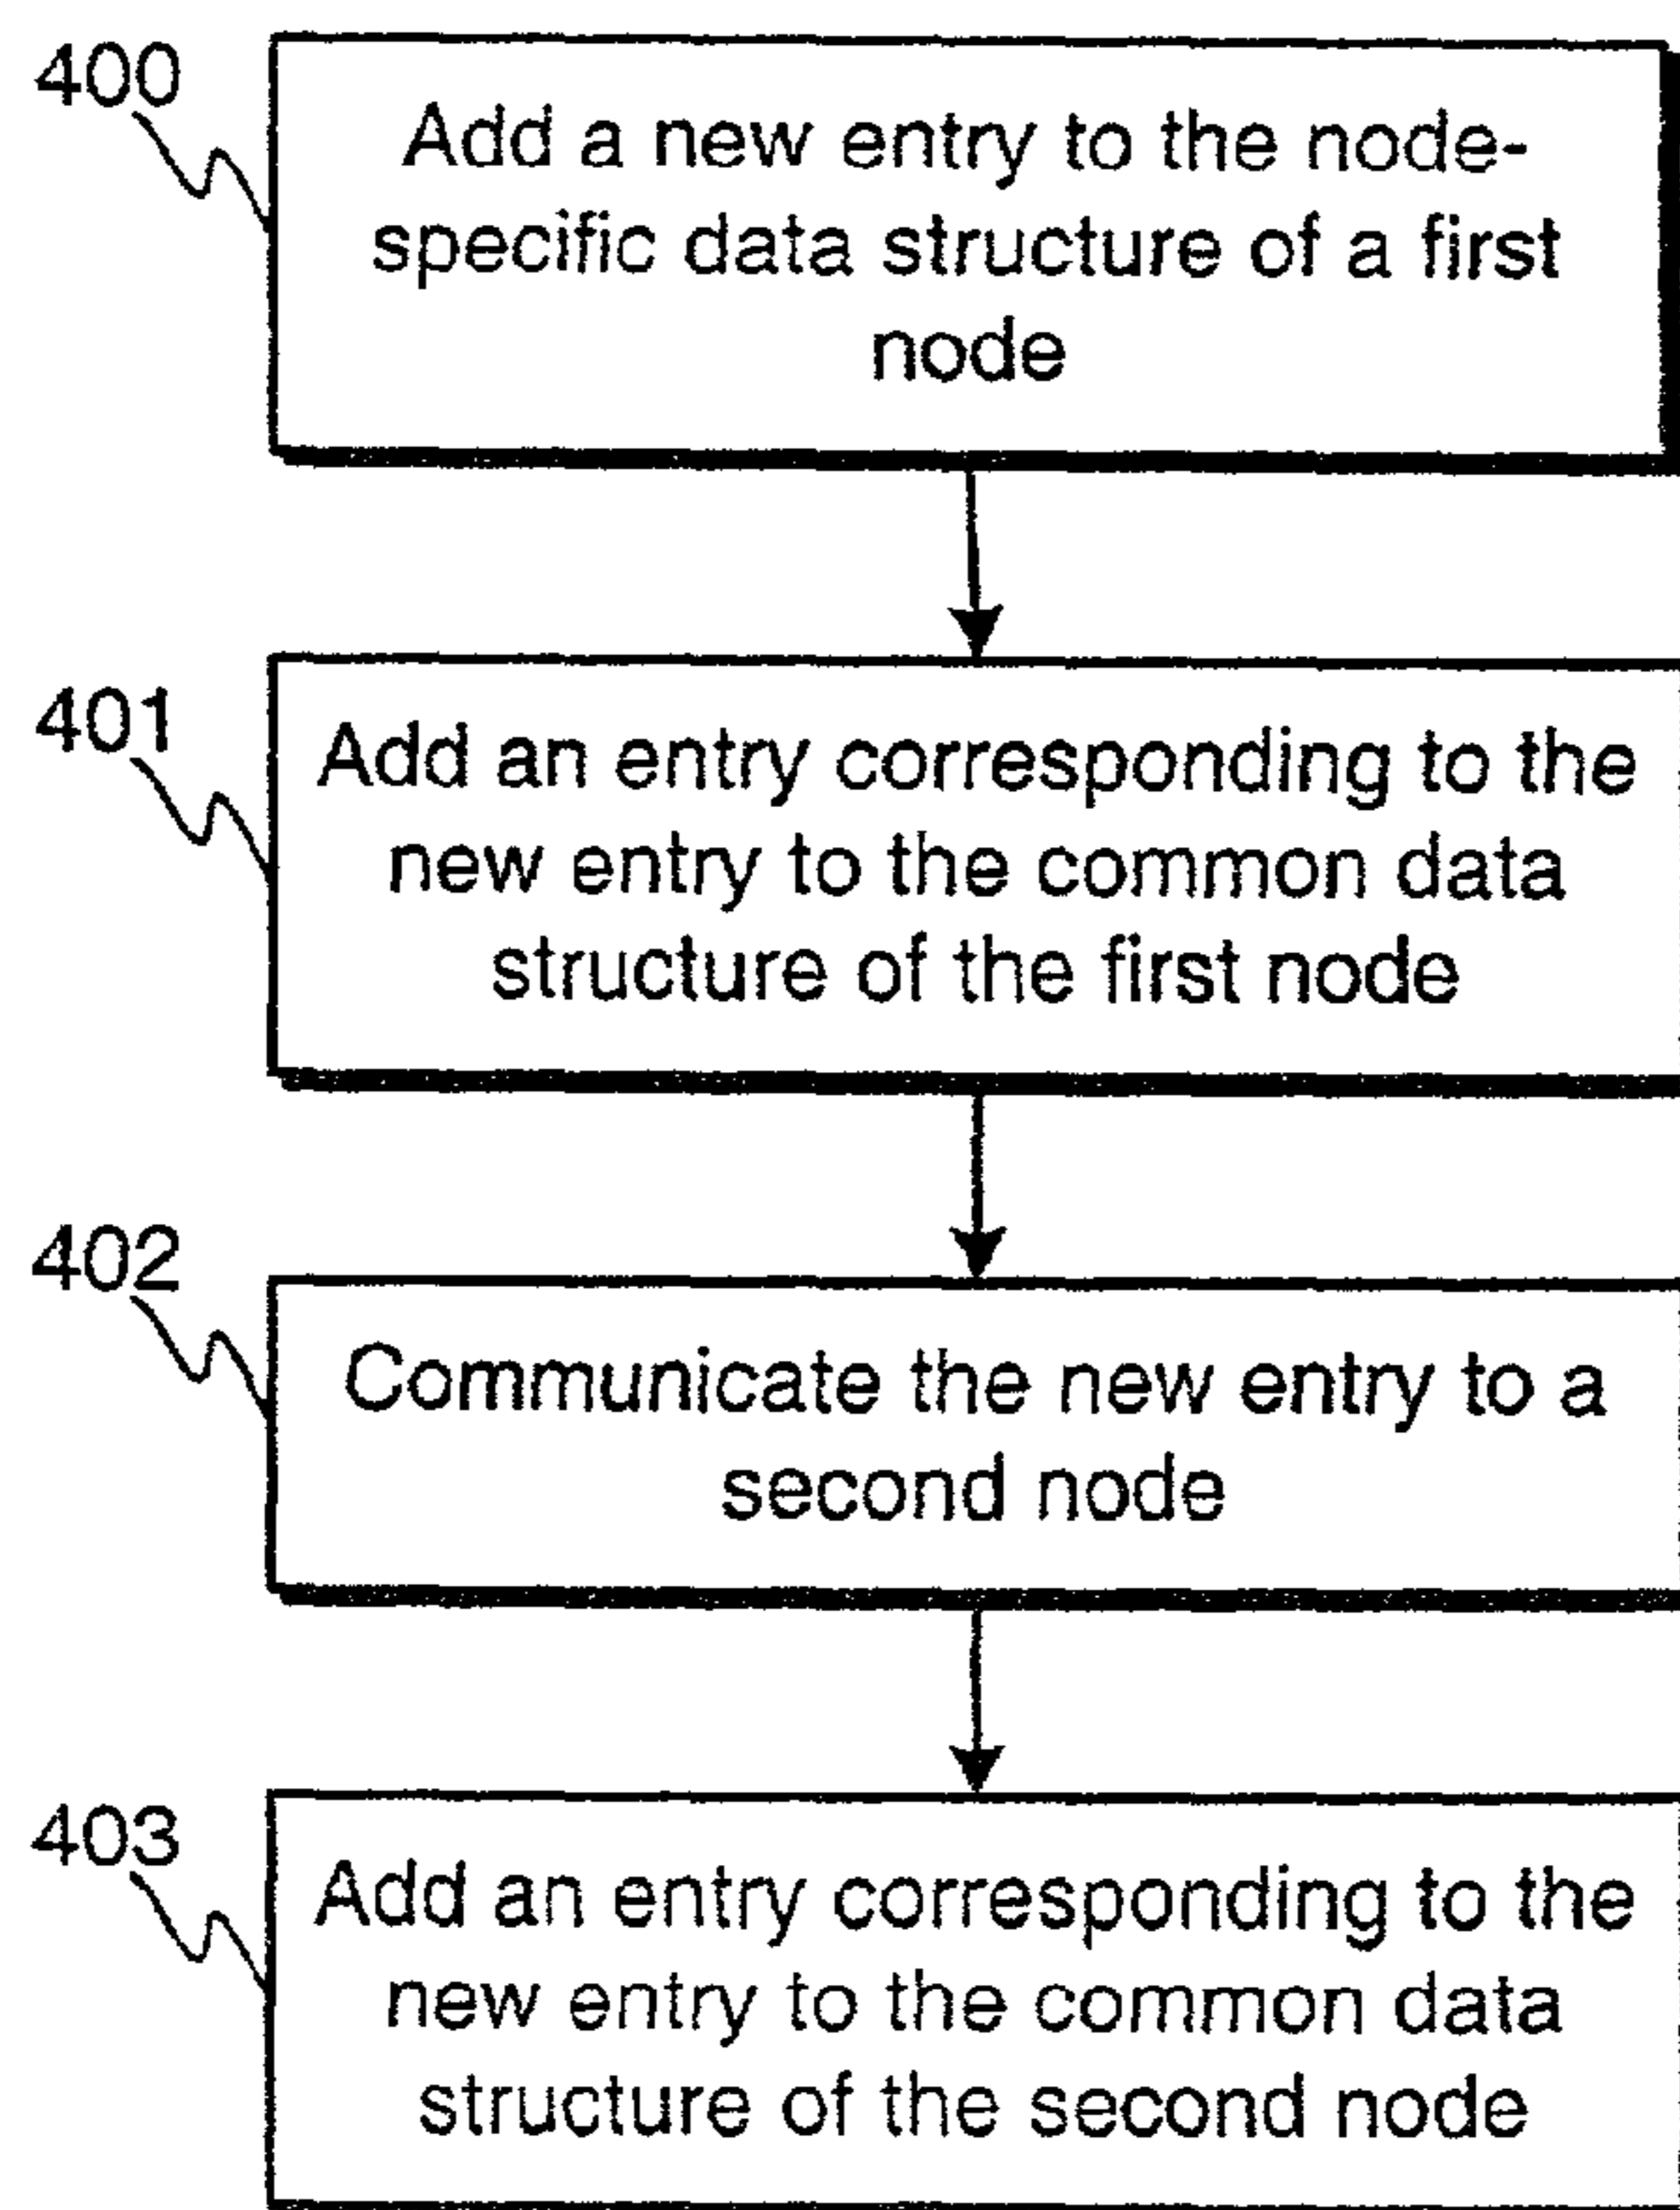 400
Add a new entry to the node-
specific data structure of a first
node
401
Add an entry corresponding to the
new entry to the common data
structure of the first node
402
Communicate the new entry to a
second node
403
Add an entry corresponding to the
new entry to the common data
structure of the second node